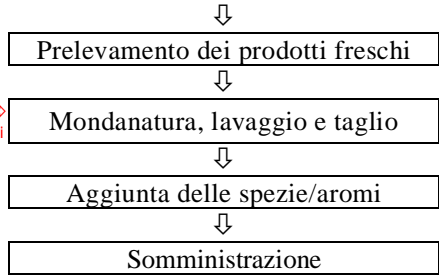 Prelevamento dei prodotti freschi
Mondanatura, lavaggio e taglio
i
Aggiunta delle spezie/aromi
Somministrazione